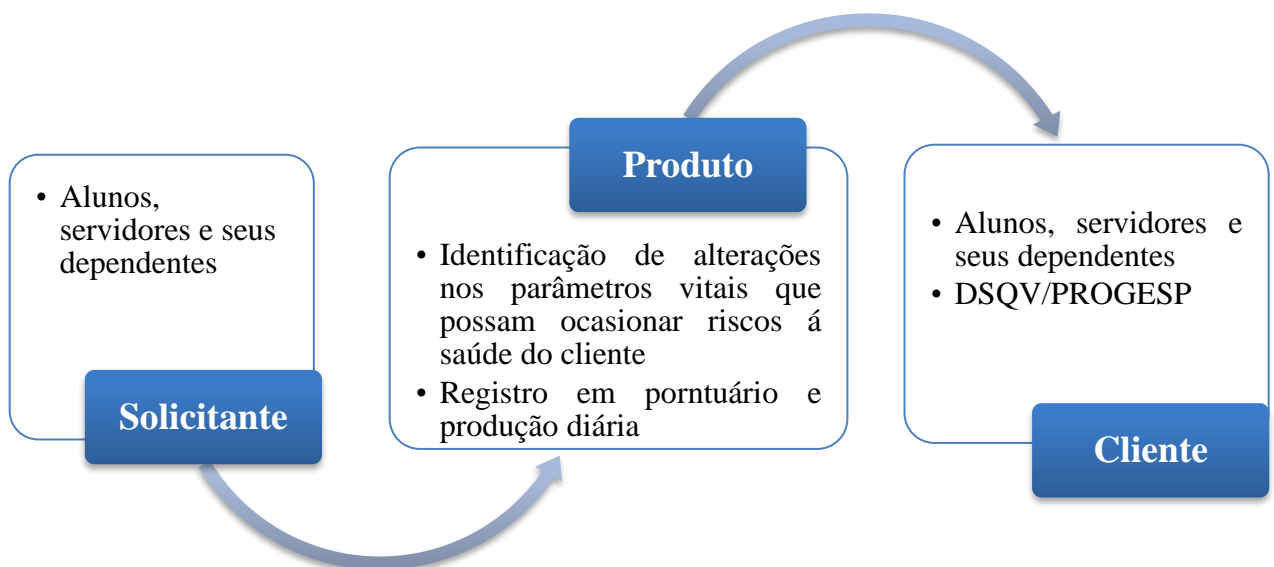 • Alunos,
servidores e seus
dependentes
Solicitante
Produto
• Identificação de alterações
nos parâmetros vitais que
possam ocasionar riscos á
saúde do cliente
• Registro em porntuário e
produção diária
• Alunos, servidores e
seus dependentes
• DSQV/PROGESP
Cliente